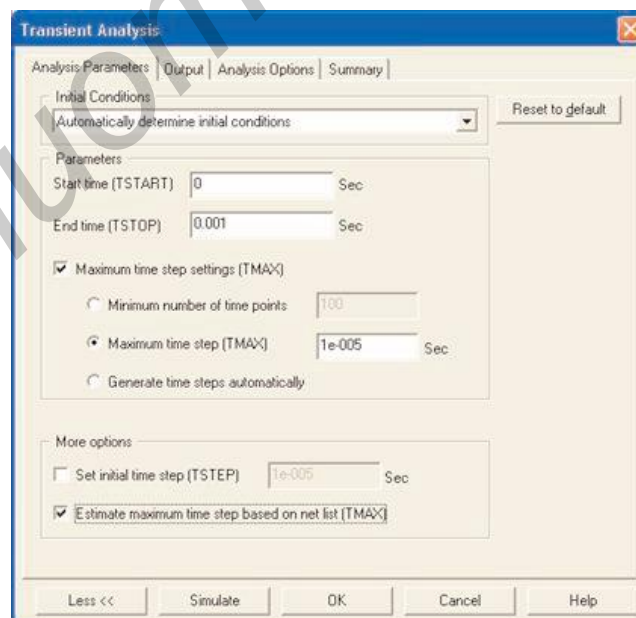 Transient Analysis
Analysis Parameters Output Analysis Options Summary
Initial Conditions
Automatically determine initial conditions
Reset to default
Parameters
Start time (TSTART) 0 Sec
End time (TSTOP) 0.001 Sec
Maximum time step settings (TMAX)
Minimum number of time points 100
Maximum time step (TMAX) 1e-005 Sec
Generate time steps automatically
More options
Set initial time step (TSTEP) 1e-005 Sec
Estimate maximum time step based on net list (TMAX)
Less << Simulate OK Cancel Help